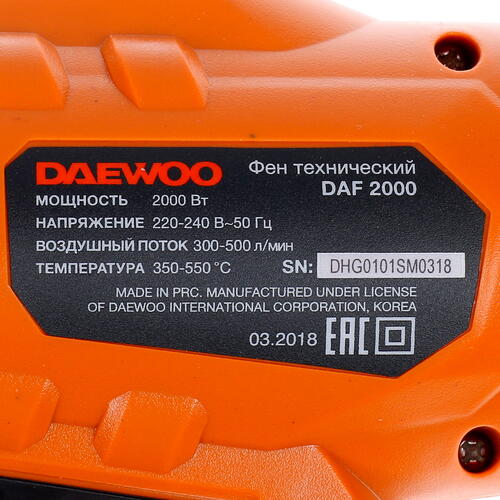 DAEWOO Фен технический
DAF 2000
МОЩНОСТЬ 2000 Вт
НАПРЯЖЕНИЕ 220-240 В~50 Гц
ВОЗДУШНЫЙ ПОТОК 300-500 л/мин
ТЕМПЕРАТУРА 350-550 °C SN: DHG0101SM0318
MADE IN PRC. MANUFACTURED UNDER LICENSE
OF DAEWOO INTERNATIONAL CORPORATION, KOREA
03.2018 EAC